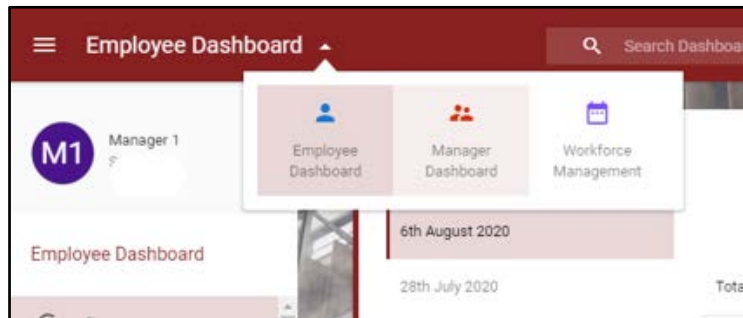 Employee Dashboard
Search Dashboar
M1
Manager 1
Employee
Dashboard
Manager
Dashboard
Workforce
Management
Employee Dashboard
6th August 2020
28th July 2020
Tota